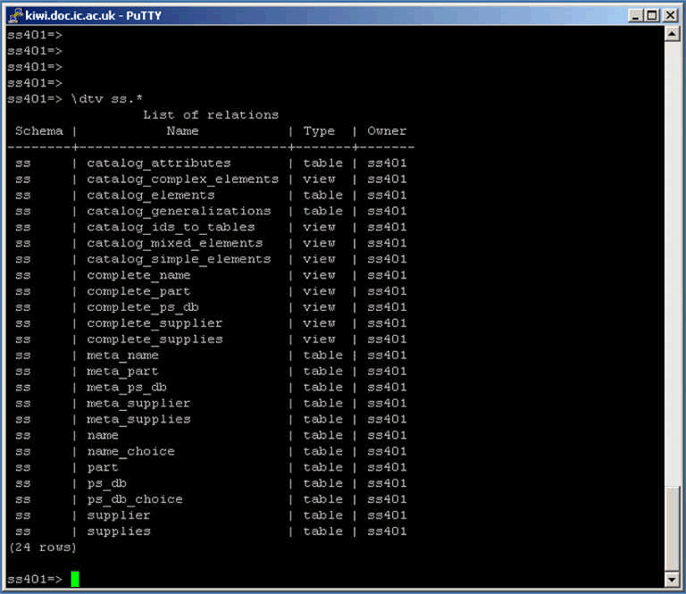 kiwi.doc.ic.ac.uk - PuTTY
ss401=>
ss401=>
ss401=>
ss401=>
ss401=> \dtv ss.*
List of relations
Schema | Name | Type | Owner
--------+--------------------------+-------+-------
ss | catalog_attributes | table | ss401
ss | catalog_complex_elements | view | ss401
ss | catalog_elements | table | ss401
ss | catalog_generalizations | table | ss401
ss | catalog_ids_to_tables | view | ss401
ss | catalog_mixed_elements | view | ss401
ss | catalog_simple_elements | view | ss401
ss | complete_name | view | ss401
ss | complete_part | view | ss401
ss | complete_ps_db | view | ss401
ss | complete_supplier | view | ss401
ss | complete_supplies | view | ss401
ss | meta_name | table | ss401
ss | meta_part | table | ss401
ss | meta_ps_db | table | ss401
ss | meta_supplier | table | ss401
ss | meta_supplies | table | ss401
ss | name | table | ss401
ss | name_choice | table | ss401
ss | part | table | ss401
ss | ps_db | table | ss401
ss | ps_db_choice | table | ss401
ss | supplier | table | ss401
ss | supplies | table | ss401
(24 rows)
ss401=>